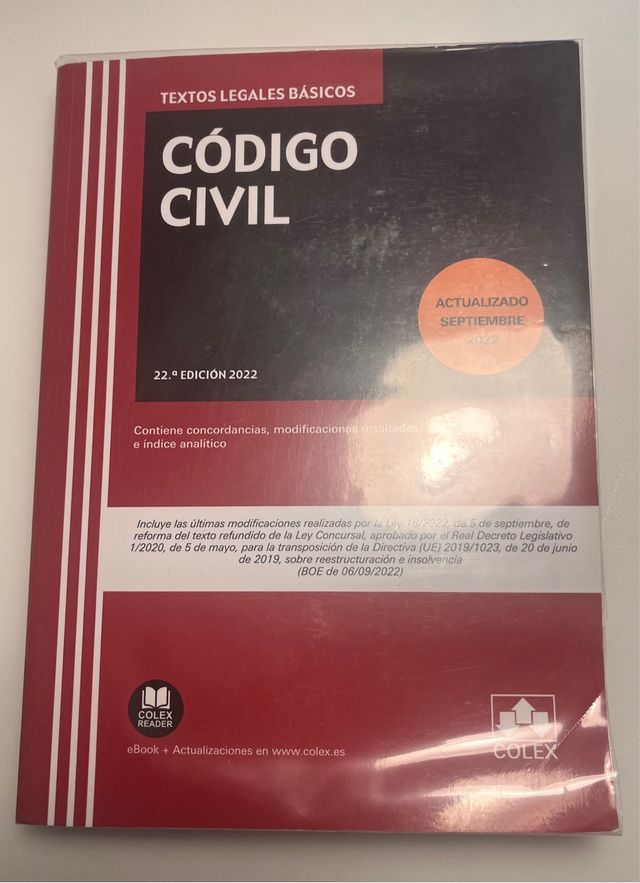 TEXTOS LEGALES BÁSICOS
CÓDIGO
CIVIL
ACTUALIZADO
SEPTIEMBRE
2022
22.ª EDICIÓN 2022
Contiene concordancias, modificaciones resaltadas
e índice analítico
Incluye las últimas modificaciones realizadas por la Ley 16/2022, de 5 de septiembre, de
reforma del texto refundido de la Ley Concursal, aprobado por el Real Decreto Legislativo
1/2020, de 5 de mayo, para la transposición de la Directiva (UE) 2019/1023, de 20 de junio
de 2019, sobre reestructuración e insolvencia
(BOE de 06/09/2022)
COLEX
READER
eBook + Actualizaciones en www.colex.es
COLEX